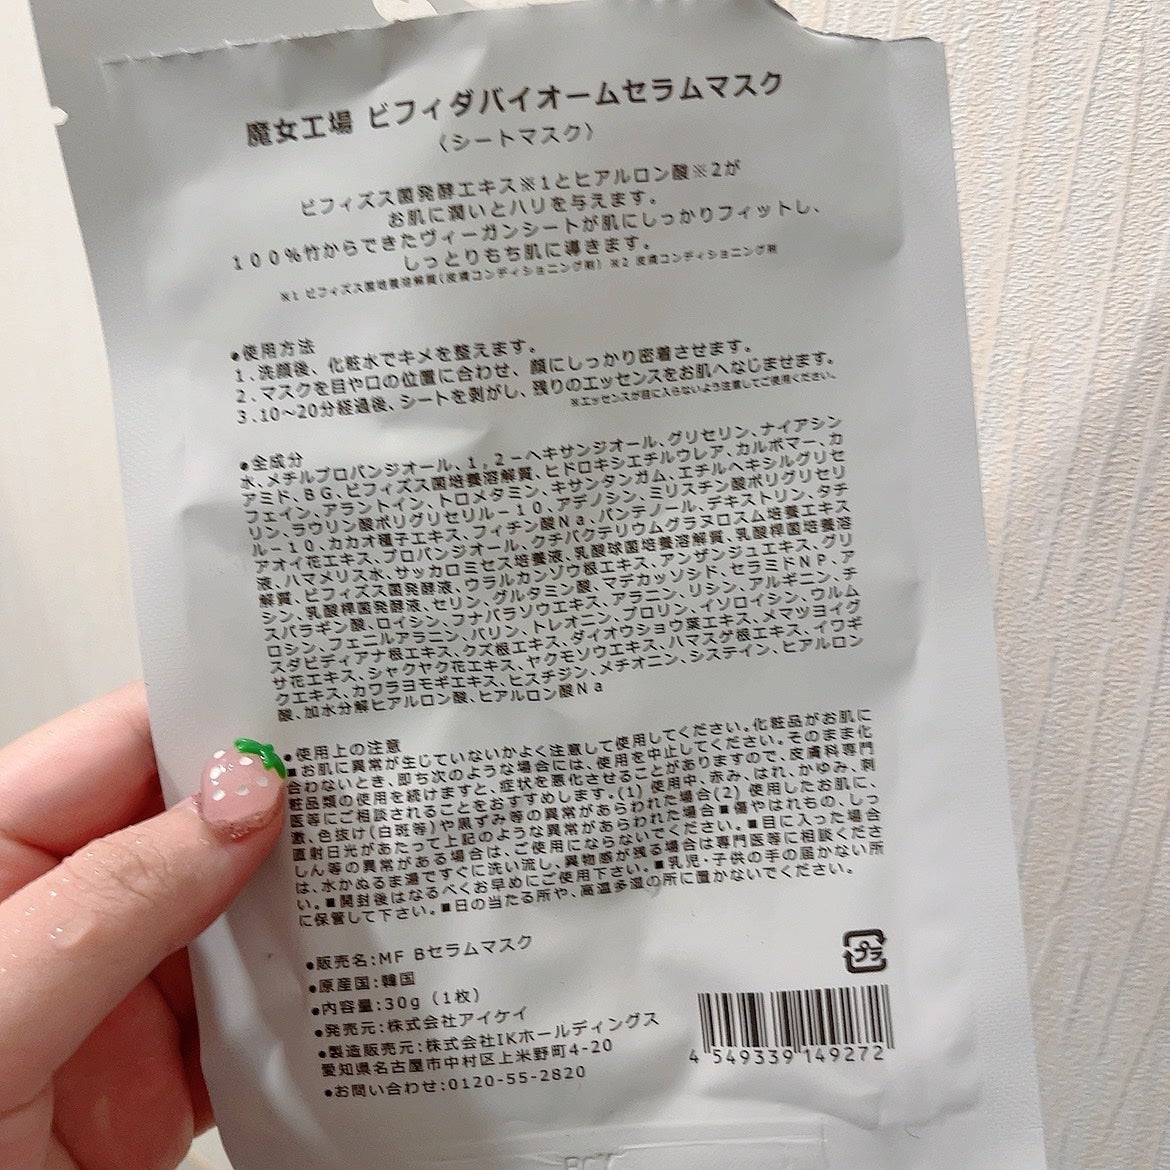 魔女工場 ビフィダバイオームセラムマスク
〈シートマスク〉
ビフィズス菌発酵エキス※1とヒアルロン酸※2が
お肌に潤いとハリを与えます。
100%竹からできたヴィーガンシートが肌にしっかりフィットし、
しっとりもち肌に導きます。
※1 ビフィズス菌培養溶解質(皮膚コンディショニング剤) ※2 皮膚コンディショニング剤
●使用方法
1.洗顔後、化粧水でキメを整えます。
2.マスクを目や口の位置に合わせ、顔にしっかり密着させます。
3.10~20分経過後、シートを剥がし、残りのエッセンスをお肌へなじませます。
※エッセンスが目に入らないよう注意してご使用ください。
●全成分
水、メチルプロパンジオール、1,2-ヘキサンジオール、グリセリン、ナイアシン
アミド、BG、ビフィズス菌培養溶解質、ヒドロキシエチルウレア、カルボマー、カ
フェイン、アラントイン、トロメタミン、キサンタンガム、エチルヘキシルグリセ
リン、ラウリン酸ポリグリセリル-10、アデノシン、ミリスチン酸ポリグリセリ
ル-10、カカオ種子エキス、フィチン酸Na、パンテノール、デキストリン、タチ
アオイ花エキス、プロパンジオール、クチバクテリウムグラヌロスム培養エキス
液、ハマメリス水、サッカロミセス培養液、乳酸球菌培養溶解質、乳酸桿菌培養溶
解質、ビフィズス菌発酵液、ウラルカンゾウ根エキス、アンザンジュエキス、グリ
シン、乳酸桿菌発酵液、セリン、グルタミン酸、マデカッソシド、セラミドNP、ア
スパラギン酸、ロイシン、フナバラソウエキス、アラニン、リシン、アルギニン、チ
ロシン、フェニルアラニン、バリン、トレオニン、プロリン、イソロイシン、ウルム
スダビディアナ根エキス、クズ根エキス、ダイオウショウ葉エキス、メマツヨイグ
サ花エキス、シャクヤク花エキス、ヤクモソウエキス、ハマスゲ根エキス、イワギ
クエキス、カワラヨモギエキス、ヒスチジン、メチオニン、システイン、ヒアルロン
酸、加水分解ヒアルロン酸、ヒアルロン酸Na
●使用上の注意
■お肌に異常が生じていないかよく注意して使用してください。化粧品がお肌に
合わないとき、即ち次のような場合には、使用を中止してください。そのまま化
粧品類の使用を続けますと、症状を悪化させることがありますので、皮膚科専門
医等にご相談されることをおすすめします。(1)使用中、赤み、はれ、かゆみ、刺
激、色抜け(白斑等)や黒ずみ等の異常があらわれた場合(2)使用したお肌に、
直射日光があたって上記のような異常があらわれた場合■傷やはれもの、しっ
しん等の異常がある場合は、ご使用にならないでください。■目に入った場合
は、水かぬるま湯ですぐに洗い流し、異物感が残る場合は専門医等に相談くださ
い。■開封後はなるべくお早めにご使用下さい。■乳児・子供の手の届かない所
に保管して下さい。■日の当たる所や、高温多湿の所に置かないでください。
●販売名:MF Bセラムマスク
●原産国:韓国
●内容量:30g(1枚)
●発売元:株式会社アイケイ
●製造販売元:株式会社IKホールディングス
愛知県名古屋市中村区上米野町4-20
●お問い合わせ:0120-55-2820
プラ
4 549339 149272